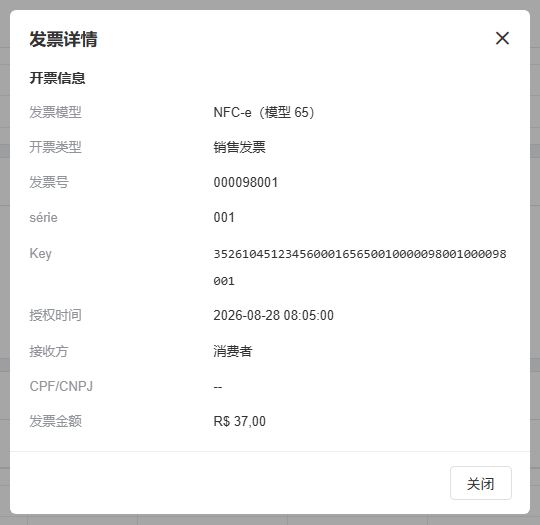 发票详情
开票信息
发票模型 NFC-e（模型 65）
开票类型 销售发票
发票号 000098001
série 001
Key 35261045123456000165650010000098001000098
001
授权时间 2026-08-28 08:05:00
接收方 消费者
CPF/CNPJ --
发票金额 R$ 37,00
关闭